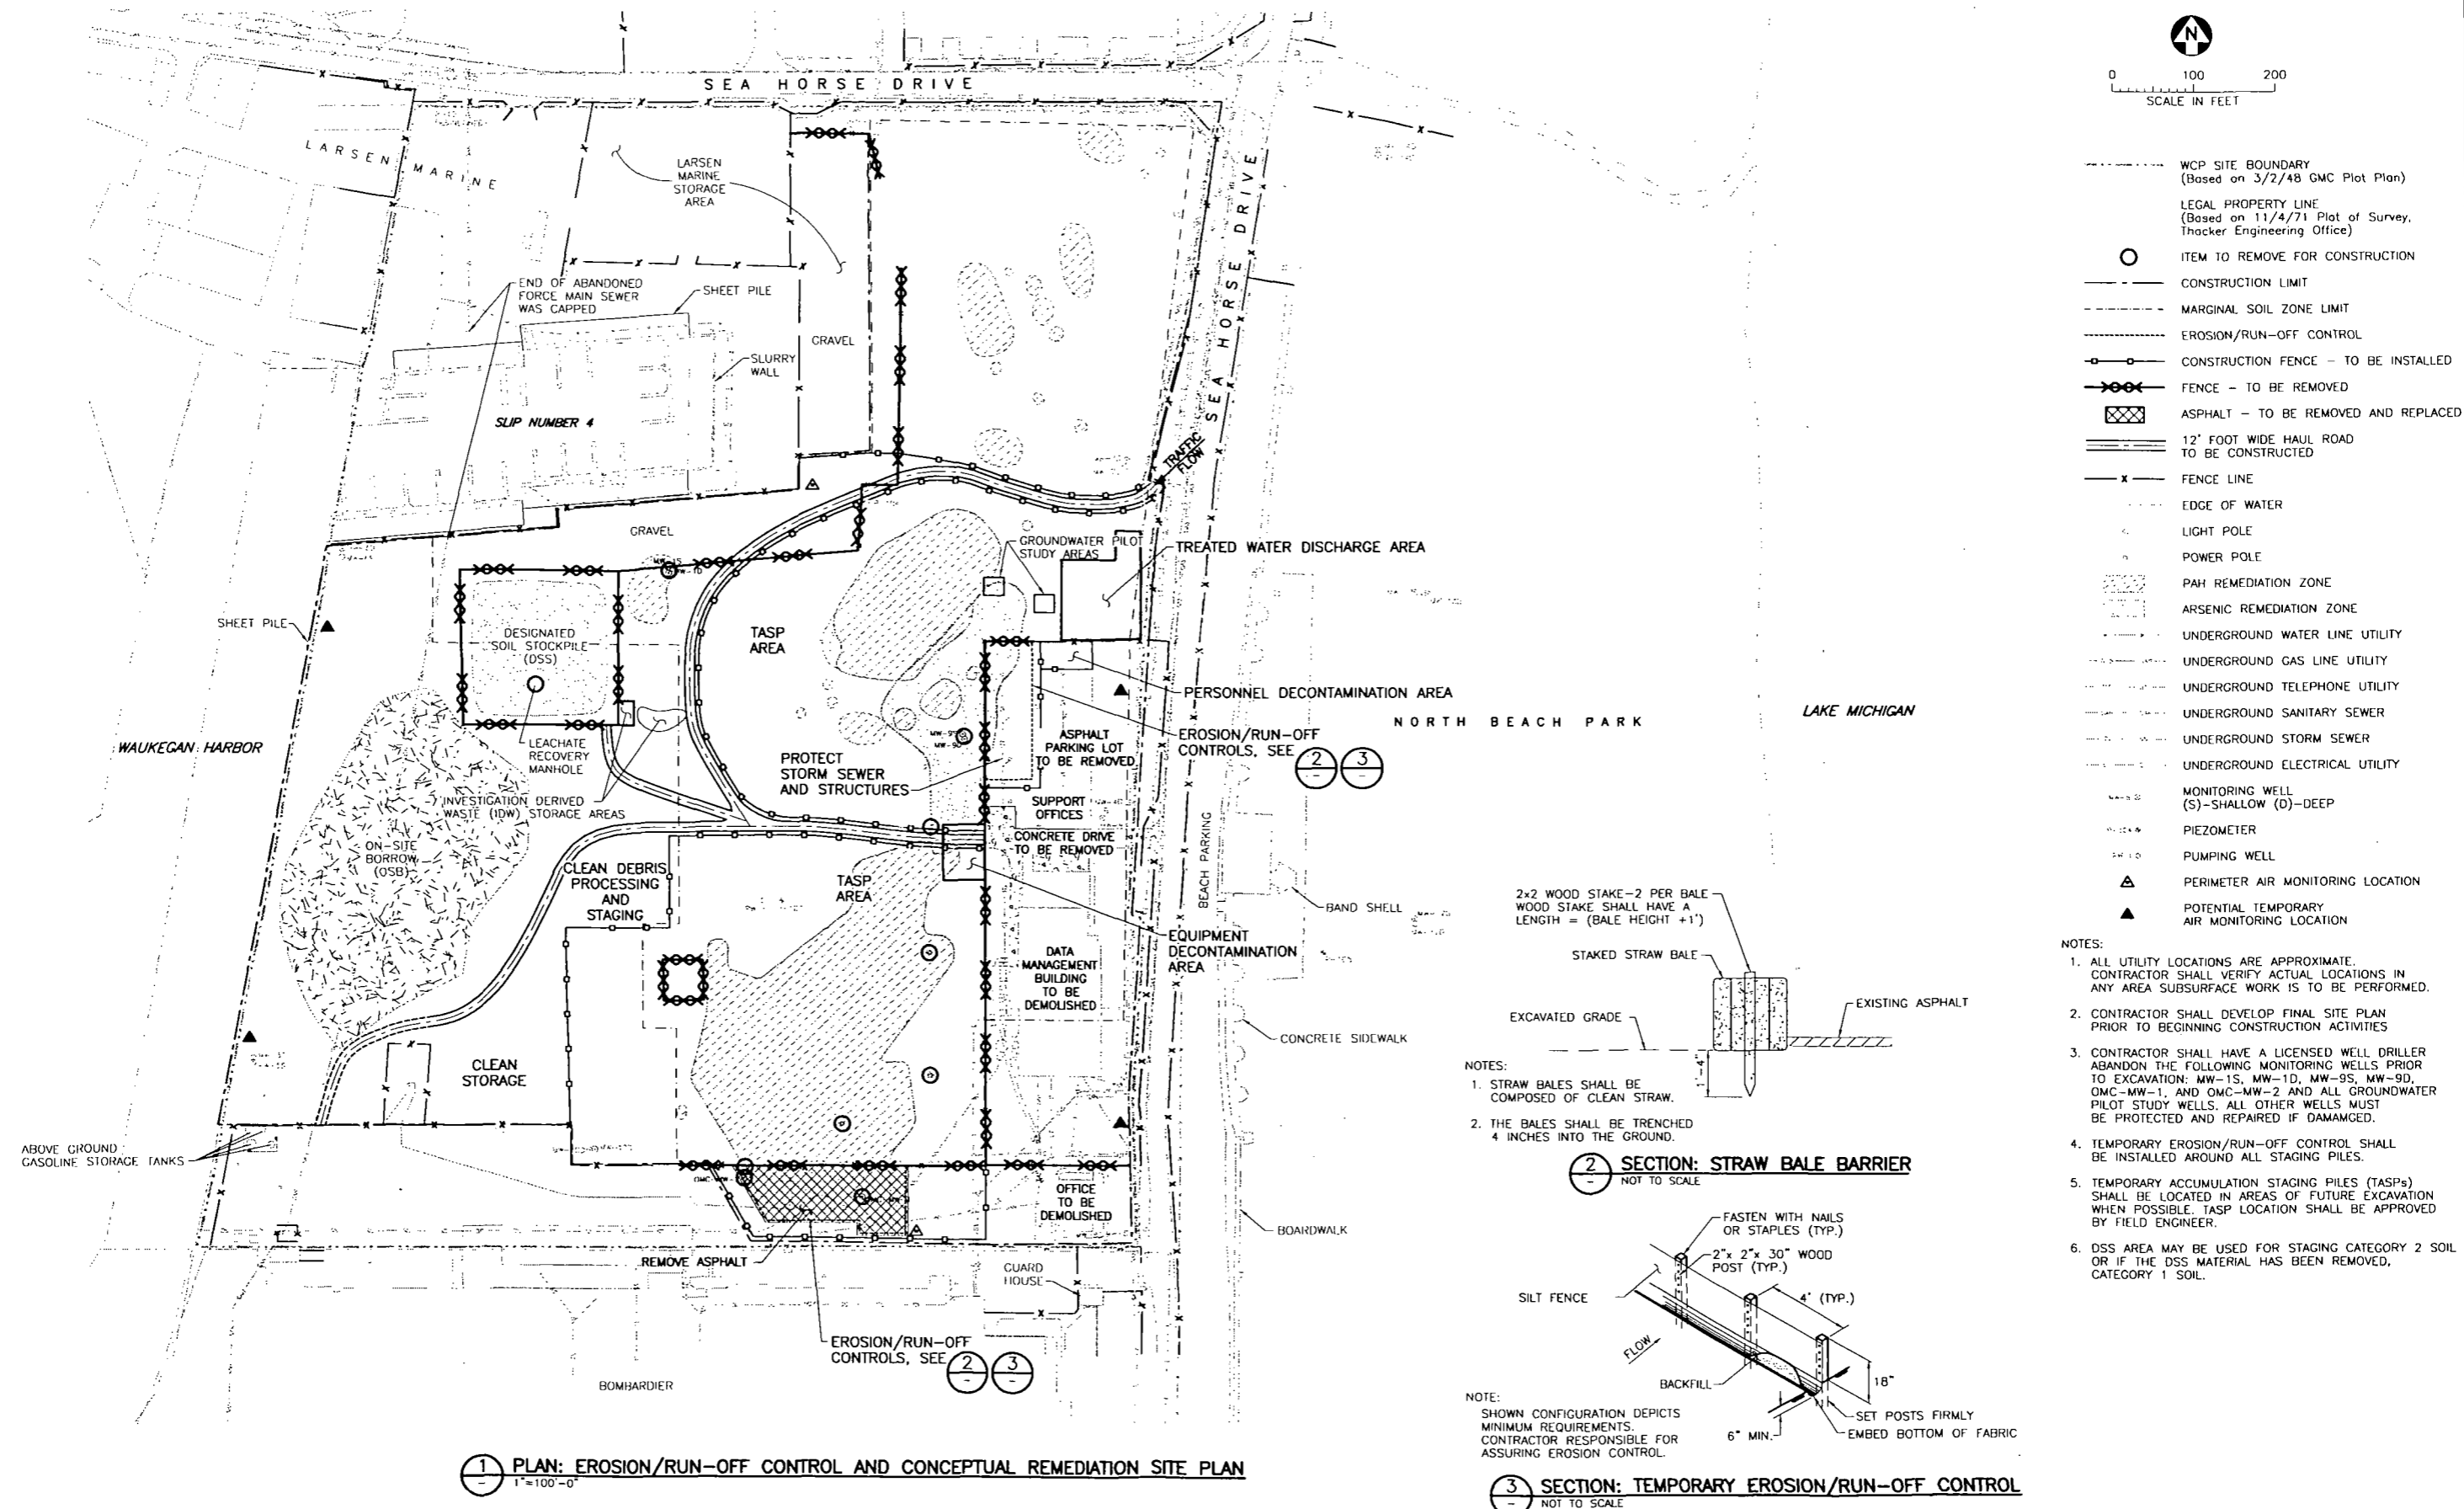 SEA HORSE DRIVE
LARSEN MARINE
LARSEN
MARINE
STORAGE
AREA
END OF ABANDONED
FORCE MAIN SEWER
WAS CAPPED
SHEET PILE
GRAVEL
SLURRY
WALL
SLIP NUMBER 4
SEA HORSE DRIVE
TRAFFIC
FLOW
GRAVEL
GROUNDWATER PILOT
STUDY AREAS
TREATED WATER DISCHARGE AREA
SHEET PILE
DESIGNATED
SOIL STOCKPILE
(DSS)
TASP
AREA
PERSONNEL DECONTAMINATION AREA
NORTH BEACH PARK
LAKE MICHIGAN
WAUKEGAN HARBOR
LEACHATE
RECOVERY
MANHOLE
MW-9S
MW-9D
ASPHALT
PARKING LOT
TO BE REMOVED
EROSION/RUN-OFF
CONTROLS, SEE
2
-
3
-
PROTECT
STORM SEWER
AND STRUCTURES
INVESTIGATION DERIVED
WASTE (IDW) STORAGE AREAS
SUPPORT
OFFICES
CONCRETE DRIVE
TO BE REMOVED
ON-SITE
BORROW
(OSB)
CLEAN DEBRIS
PROCESSING
AND
STAGING
TASP
AREA
BEACH PARKING
BAND SHELL
EQUIPMENT
DECONTAMINATION
AREA
DATA
MANAGEMENT
BUILDING
TO BE
DEMOLISHED
CONCRETE SIDEWALK
CLEAN
STORAGE
ABOVE GROUND
GASOLINE STORAGE TANKS
OFFICE
TO BE
DEMOLISHED
BOARDWALK
REMOVE ASPHALT
GUARD
HOUSE
EROSION/RUN-OFF
CONTROLS, SEE
2
-
3
-
BOMBARDIER
1
-
PLAN: EROSION/RUN-OFF CONTROL AND CONCEPTUAL REMEDIATION SITE PLAN
1"=100'-0"
2x2 WOOD STAKE-2 PER BALE
WOOD STAKE SHALL HAVE A
LENGTH = (BALE HEIGHT +1')
STAKED STRAW BALE
EXISTING ASPHALT
EXCAVATED GRADE
NOTES:
1. STRAW BALES SHALL BE
COMPOSED OF CLEAN STRAW.
2. THE BALES SHALL BE TRENCHED
4 INCHES INTO THE GROUND.
2
-
SECTION: STRAW BALE BARRIER
NOT TO SCALE
FASTEN WITH NAILS
OR STAPLES (TYP.)
2"x 2"x 30" WOOD
POST (TYP.)
SILT FENCE
4' (TYP.)
FLOW
BACKFILL
18"
SET POSTS FIRMLY
6" MIN.
EMBED BOTTOM OF FABRIC
NOTE:
SHOWN CONFIGURATION DEPICTS
MINIMUM REQUIREMENTS.
CONTRACTOR RESPONSIBLE FOR
ASSURING EROSION CONTROL.
3
-
SECTION: TEMPORARY EROSION/RUN-OFF CONTROL
NOT TO SCALE
N
0 100 200
SCALE IN FEET
WCP SITE BOUNDARY
(Based on 3/2/48 GMC Plot Plan)
LEGAL PROPERTY LINE
(Based on 11/4/71 Plat of Survey,
Thacker Engineering Office)
ITEM TO REMOVE FOR CONSTRUCTION
CONSTRUCTION LIMIT
MARGINAL SOIL ZONE LIMIT
EROSION/RUN-OFF CONTROL
CONSTRUCTION FENCE - TO BE INSTALLED
FENCE - TO BE REMOVED
ASPHALT - TO BE REMOVED AND REPLACED
12' FOOT WIDE HAUL ROAD
TO BE CONSTRUCTED
FENCE LINE
EDGE OF WATER
LIGHT POLE
POWER POLE
PAH REMEDIATION ZONE
ARSENIC REMEDIATION ZONE
UNDERGROUND WATER LINE UTILITY
UNDERGROUND GAS LINE UTILITY
UNDERGROUND TELEPHONE UTILITY
UNDERGROUND SANITARY SEWER
UNDERGROUND STORM SEWER
UNDERGROUND ELECTRICAL UTILITY
MONITORING WELL
(S)-SHALLOW (D)-DEEP
PIEZOMETER
PUMPING WELL
PERIMETER AIR MONITORING LOCATION
POTENTIAL TEMPORARY
AIR MONITORING LOCATION
NOTES:
1. ALL UTILITY LOCATIONS ARE APPROXIMATE.
CONTRACTOR SHALL VERIFY ACTUAL LOCATIONS IN
ANY AREA SUBSURFACE WORK IS TO BE PERFORMED.
2. CONTRACTOR SHALL DEVELOP FINAL SITE PLAN
PRIOR TO BEGINNING CONSTRUCTION ACTIVITIES
3. CONTRACTOR SHALL HAVE A LICENSED WELL DRILLER
ABANDON THE FOLLOWING MONITORING WELLS PRIOR
TO EXCAVATION: MW-1S, MW-1D, MW-9S, MW-9D,
OMC-MW-1, AND OMC-MW-2 AND ALL GROUNDWATER
PILOT STUDY WELLS. ALL OTHER WELLS MUST
BE PROTECTED AND REPAIRED IF DAMAMGED.
4. TEMPORARY EROSION/RUN-OFF CONTROL SHALL
BE INSTALLED AROUND ALL STAGING PILES.
5. TEMPORARY ACCUMULATION STAGING PILES (TASPs)
SHALL BE LOCATED IN AREAS OF FUTURE EXCAVATION
WHEN POSSIBLE. TASP LOCATION SHALL BE APPROVED
BY FIELD ENGINEER.
6. DSS AREA MAY BE USED FOR STAGING CATEGORY 2 SOIL
OR IF THE DSS MATERIAL HAS BEEN REMOVED,
CATEGORY 1 SOIL.